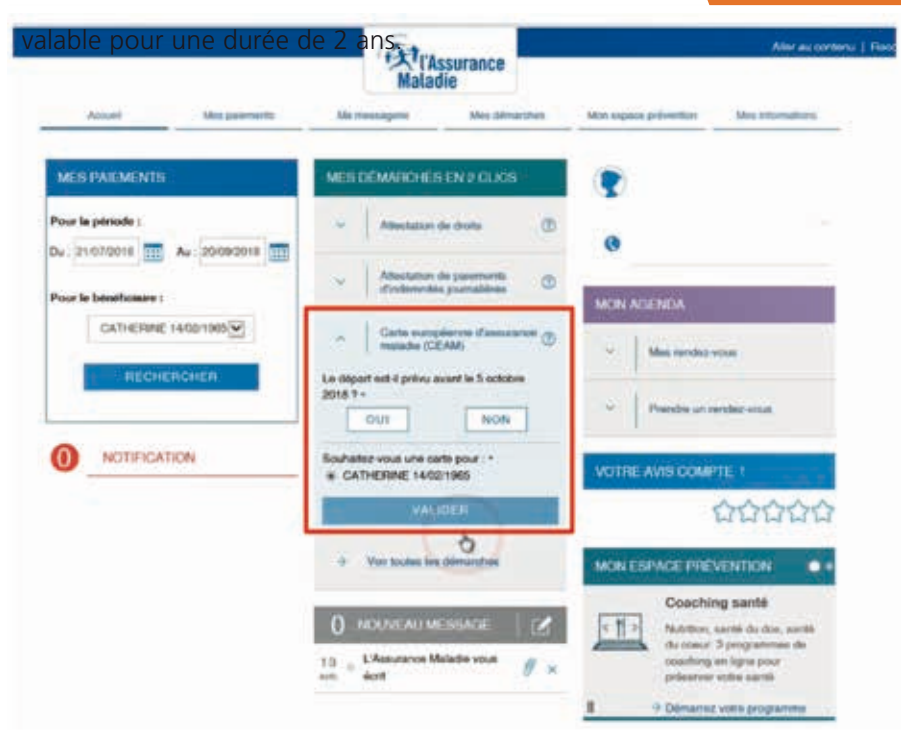 valable pour une durée de 2 ans.
Aller au contenu |
l'Assurance
Maladie
Accueil
Mes paiements
Ma messagerie
Mes démarches
Mon espace prévention
Mes informations
MES PAIEMENTS
Pour la période :
Du : 21/07/2018 Au : 20/09/2018
Pour le bénéficiaire :
CATHERINE 14/02/1965
RECHERCHER
0 NOTIFICATION
MES DÉMARCHES EN 2 CLICS
Attestation de droits
Attestation de paiements
d'indemnités journalières
Carte européenne d'assurance
maladie (CEAM)
Le départ est-il prévu avant le 5 octobre
2018 ? *
OUI NON
Souhaitez-vous une carte pour : *
CATHERINE 14/02/1965
VALIDER
Voir toutes les démarches
0 NOUVEAU MESSAGE
13 L'Assurance Maladie vous
écrit
MON AGENDA
Mes rendez-vous
Prendre un rendez-vous
VOTRE AVIS COMPTE !
MON ESPACE PRÉVENTION
Coaching santé
Nutrition, santé du dos, santé
du coeur: 3 programmes de
coaching en ligne pour
préserver votre santé
Démarrez votre programme